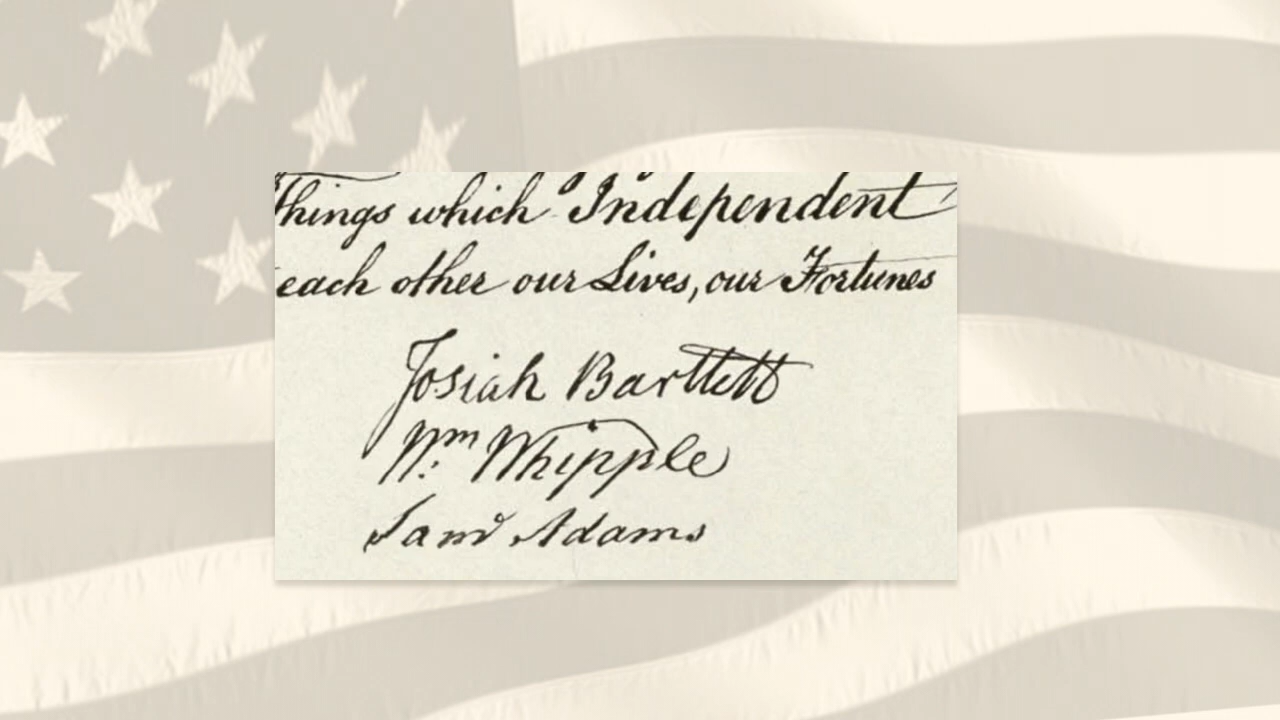 Things which Independent
each other our Lives, our Fortunes
Josiah Bartlett
Wm: Whipple
Saml Adams